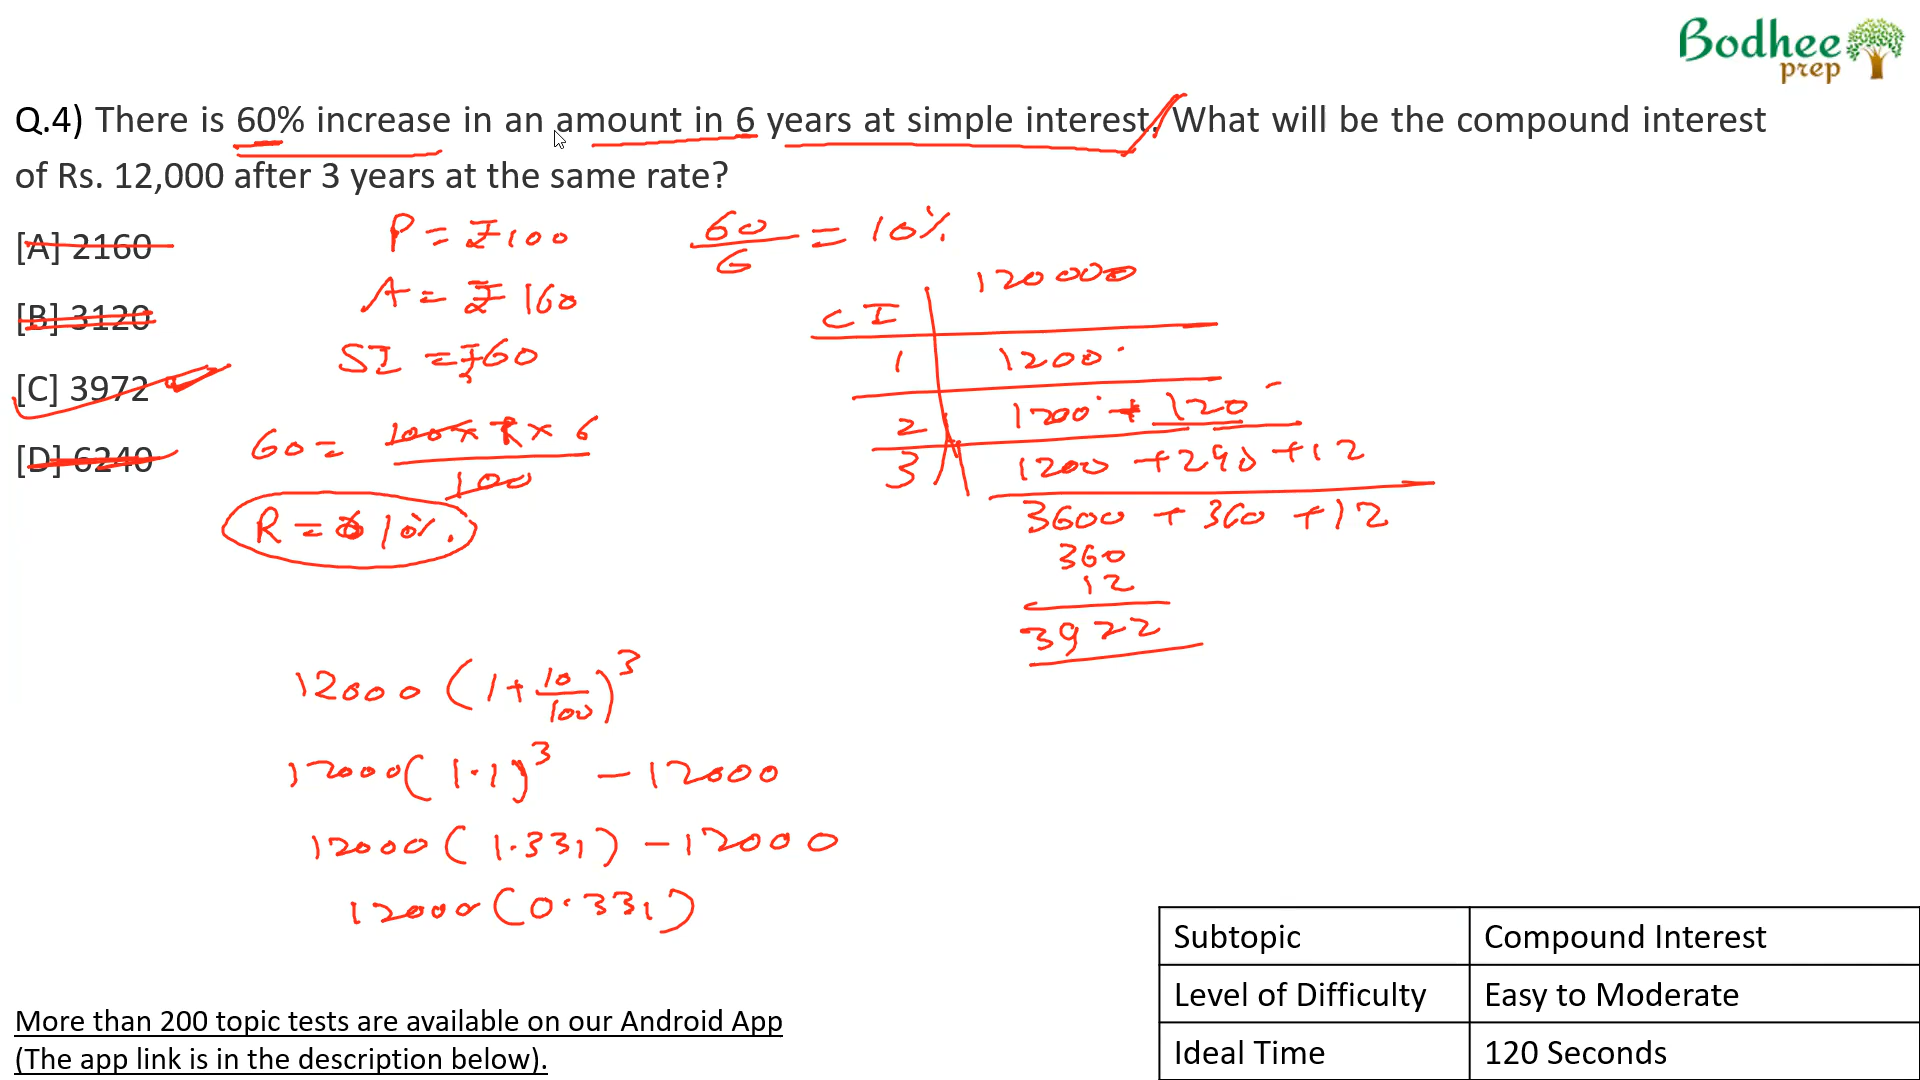 Bodhee
prep
Q.4) There is 60% increase in an amount in 6 years at simple interest. What will be the compound interest
of Rs. 12,000 after 3 years at the same rate?
[A] 2160
[B] 3120
[C] 3972
[D] 6240
P = ₹100
A = ₹160
SI = ₹60
60 = 100 × R × 6
100
R = 10%.
60
6
= 10%
120000
CI
1 1200
2 1200 + 120
3 1200 + 240 + 12
3600 + 360 + 12
360
12
3922
12000 (1 + 10/100)³
12000 (1.1)³ - 12000
12000 (1.331) - 12000
12000 (0.331)
Subtopic Compound Interest
Level of Difficulty Easy to Moderate
Ideal Time 120 Seconds
More than 200 topic tests are available on our Android App
(The app link is in the description below).